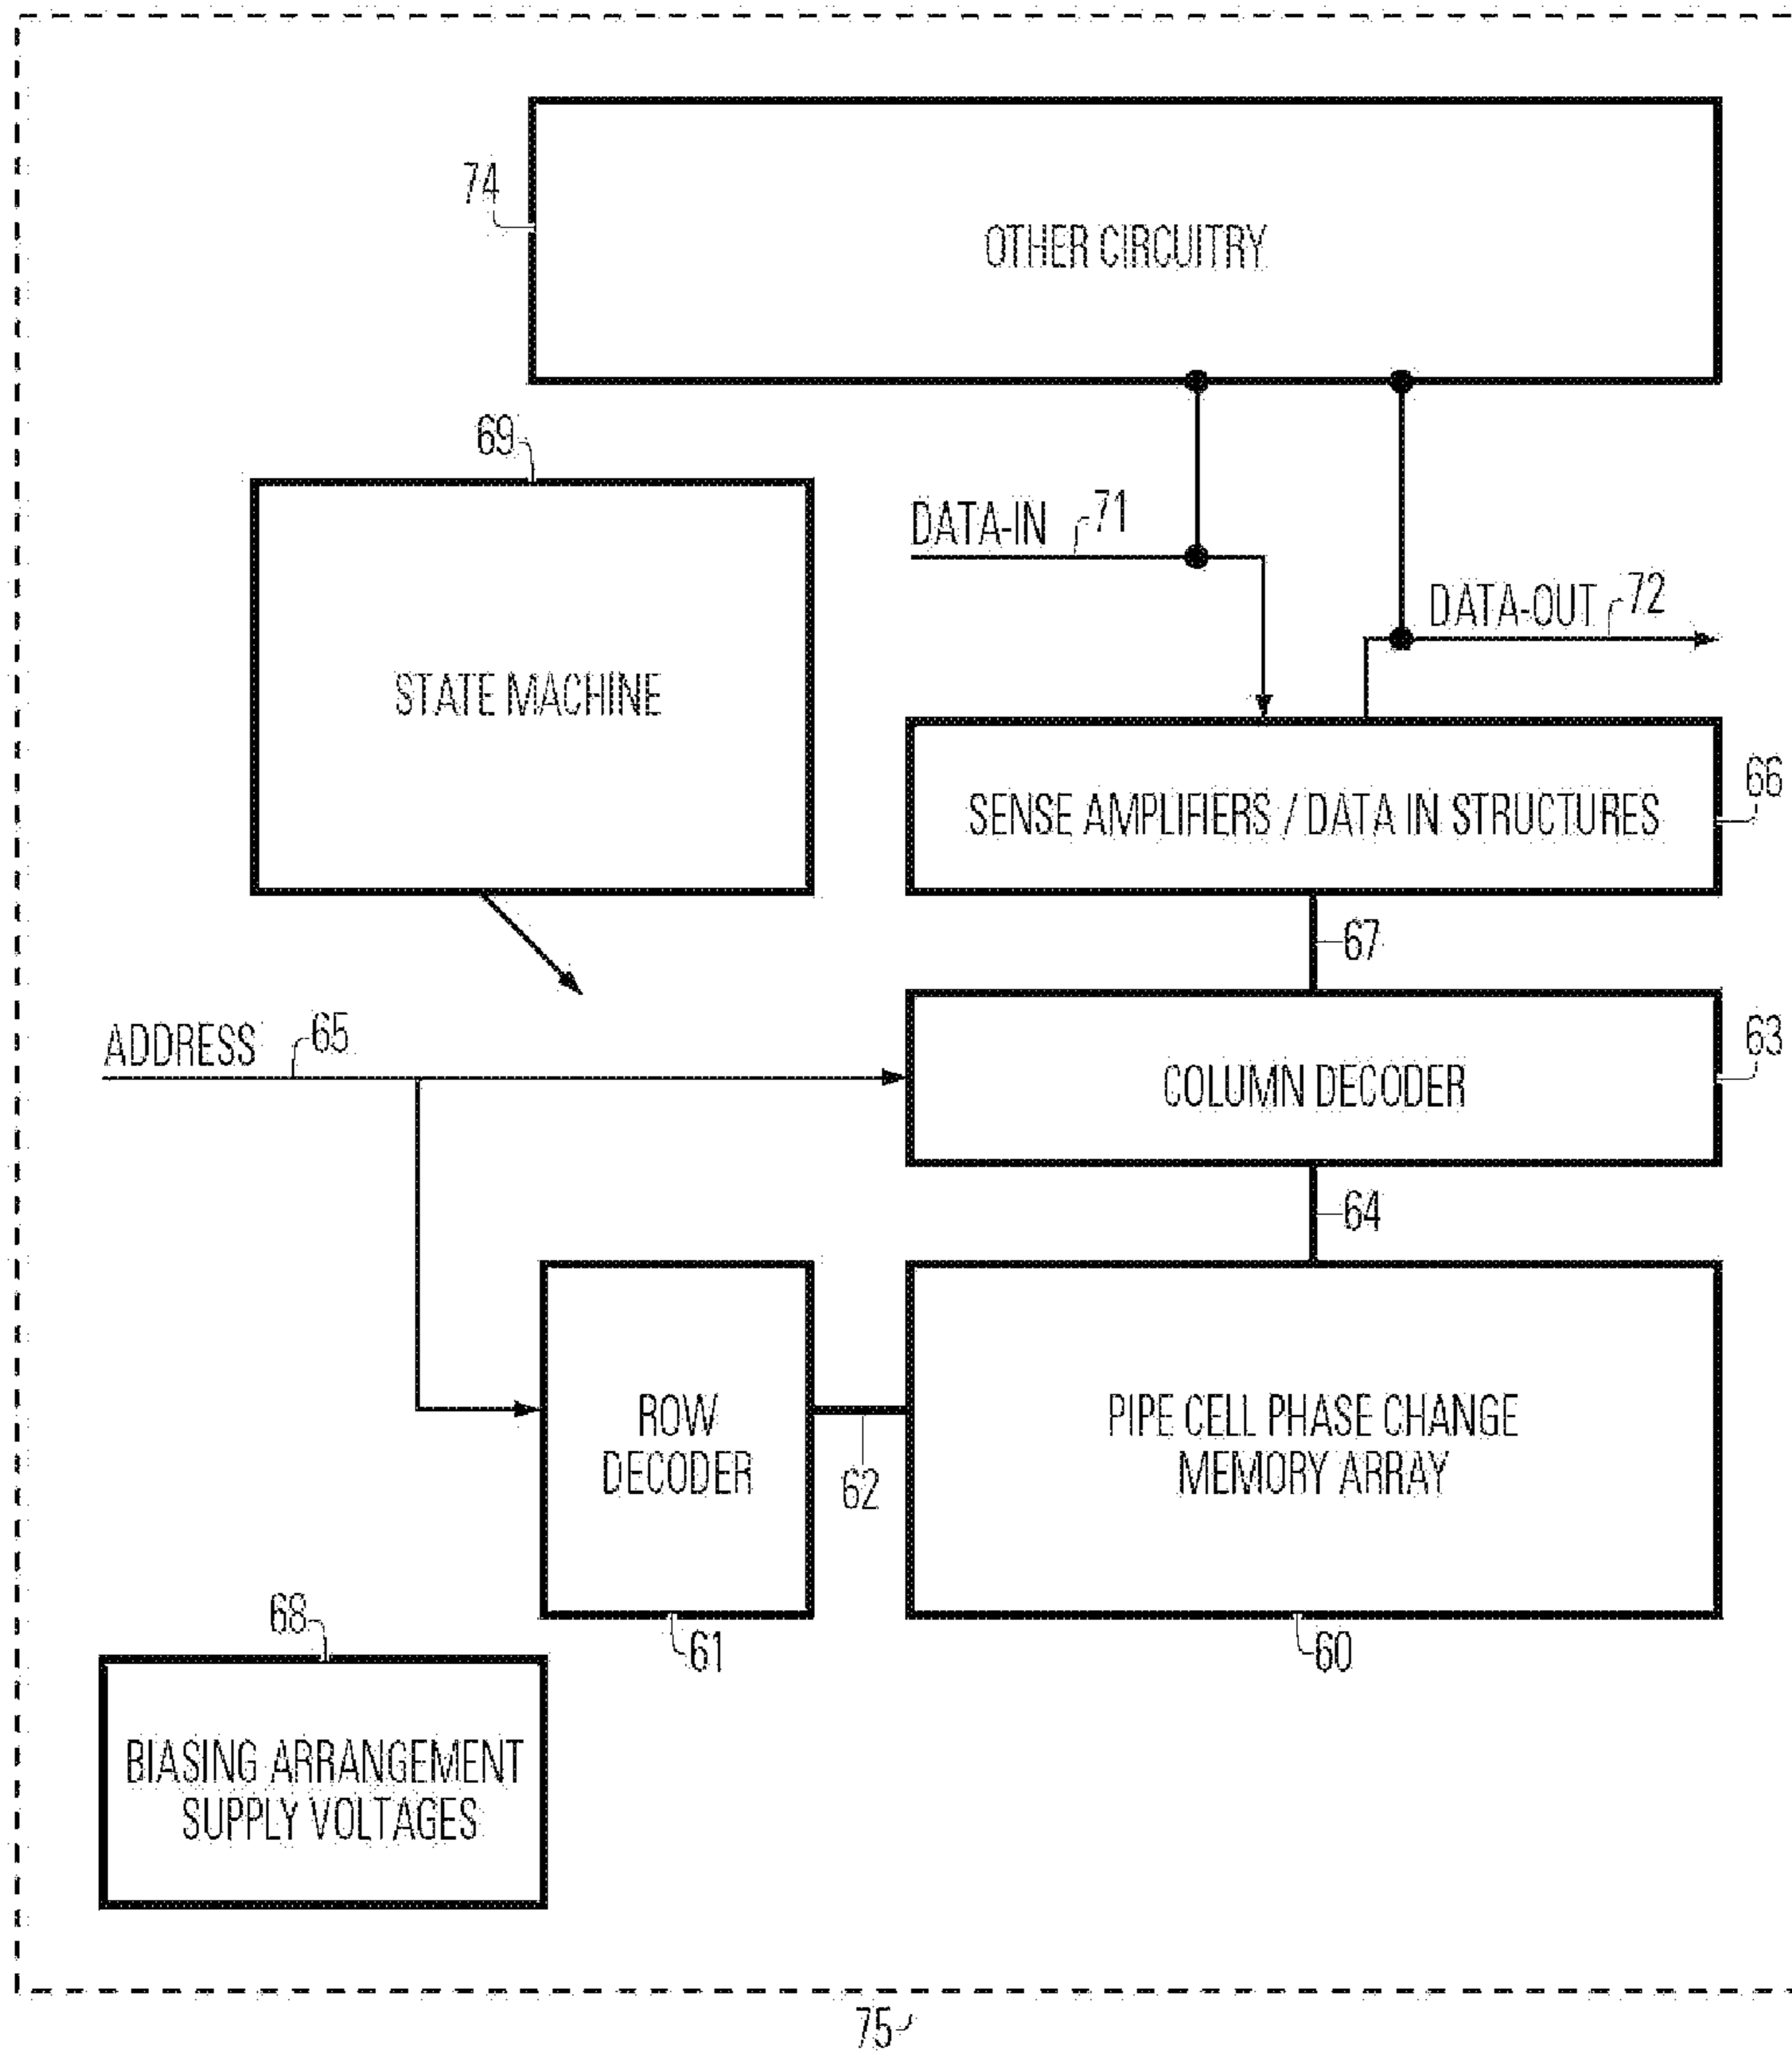 74
OTHER CIRCUITRY
69
DATA-IN
71
DATA-OUT
72
STATE MACHINE
SENSE AMPLIFIERS / DATA IN STRUCTURES
66
67
ADDRESS
65
COLUMN DECODER
63
64
ROW
DECODER
62
PIPE CELL PHASE CHANGE
MEMORY ARRAY
68
61
60
BIASING ARRANGEMENT
SUPPLY VOLTAGES
75